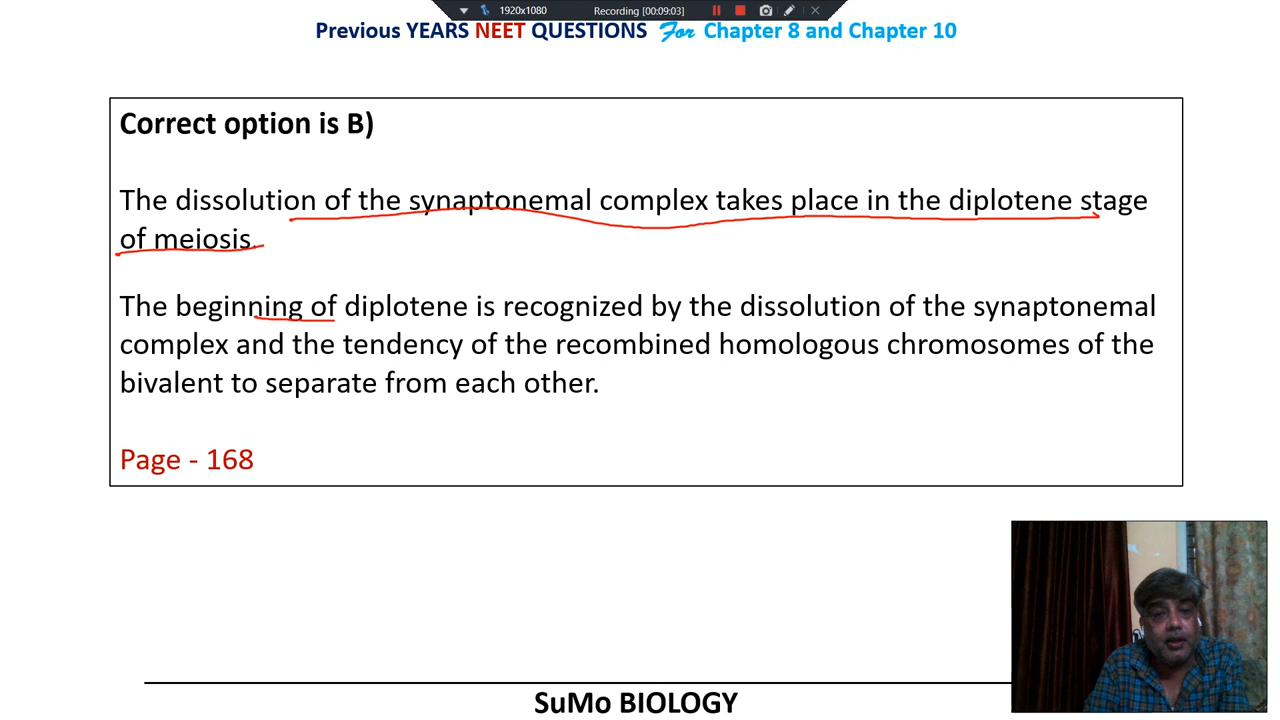 1920x1080 Recording [00:09:03]
Previous YEARS NEET QUESTIONS For Chapter 8 and Chapter 10
Correct option is B)
The dissolution of the synaptonemal complex takes place in the diplotene stage
of meiosis.
The beginning of diplotene is recognized by the dissolution of the synaptonemal
complex and the tendency of the recombined homologous chromosomes of the
bivalent to separate from each other.
Page - 168
SuMo BIOLOGY